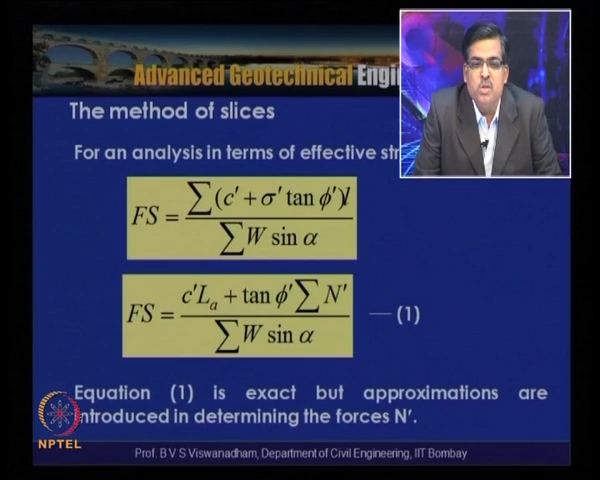 Advanced Geotechnical
The method of slices
For an analysis in terms of effective
FS = ∑(c′ + σ′ tan ϕ′)l / ∑W sin α
FS = (c′Lₐ + tan ϕ′ ∑N′) / ∑W sin α — (1)
Equation (1) is exact but approximations are
introduced in determining the forces N′.
NPTEL
Prof. B V S Viswanadham, Department of Civil Engineering, IIT Bombay